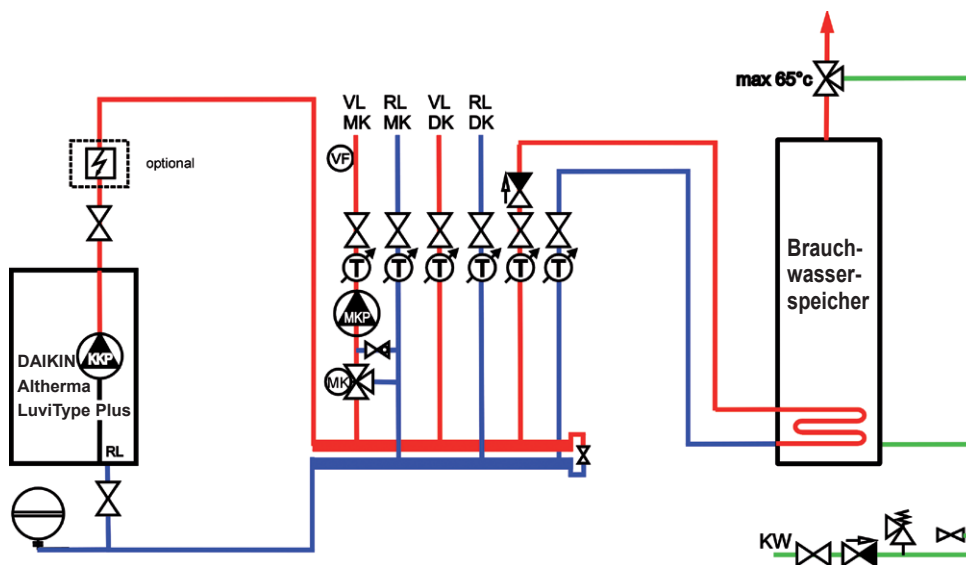 max 65°c
VL
MK
RL
MK
VL
DK
RL
DK
VF
optional
T
T
T
T
T
T
Brauch-
wasser-
speicher
MKP
DAIKIN
Altherma
LuviType Plus
KKP
MK
RL
KW